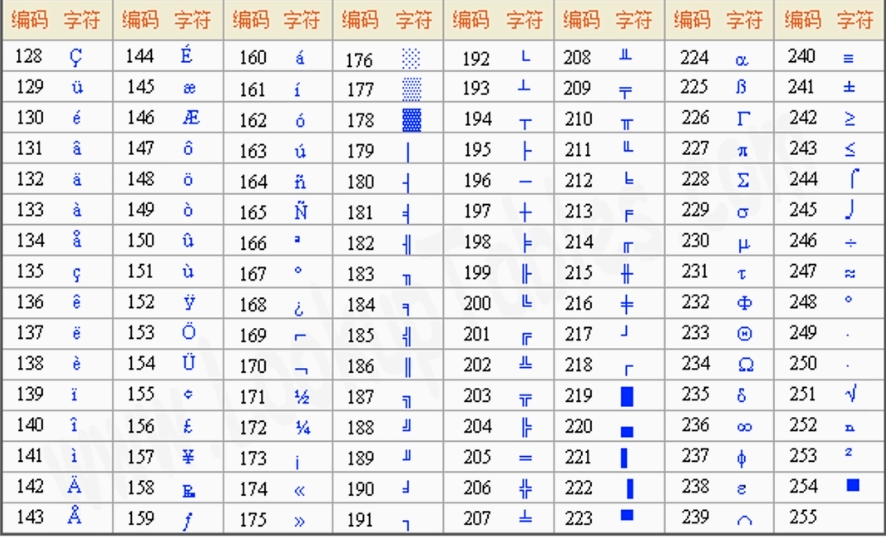 编码 字符 编码 字符 编码 字符 编码 字符 编码 字符 编码 字符 编码 字符 编码 字符
128 Ç 144 É 160 á 176 ░ 192 └ 208 ╨ 224 α 240 ≡
129 ü 145 æ 161 í 177 ▒ 193 ┴ 209 ╤ 225 ß 241 ±
130 é 146 Æ 162 ó 178 ▓ 194 ┬ 210 ╥ 226 Γ 242 ≥
131 â 147 ô 163 ú 179 │ 195 ├ 211 ╙ 227 π 243 ≤
132 ä 148 ö 164 ñ 180 ┤ 196 ─ 212 ╘ 228 Σ 244 ⌠
133 à 149 ò 165 Ñ 181 ╡ 197 ┼ 213 ╒ 229 σ 245 ⌡
134 å 150 û 166 ª 182 ╢ 198 ╞ 214 ╓ 230 µ 246 ÷
135 ç 151 ù 167 º 183 ╖ 199 ╟ 215 ╫ 231 τ 247 ≈
136 ê 152 ÿ 168 ¿ 184 ╕ 200 ╚ 216 ╪ 232 Φ 248 °
137 ë 153 Ö 169 ⌐ 185 ╣ 201 ╔ 217 ┘ 233 Θ 249 ∙
138 è 154 Ü 170 ¬ 186 ║ 202 ╩ 218 ┌ 234 Ω 250 ·
139 ï 155 ¢ 171 ½ 187 ╗ 203 ╦ 219 █ 235 δ 251 √
140 î 156 £ 172 ¼ 188 ╝ 204 ╠ 220 ▄ 236 ∞ 252 ⁿ
141 ì 157 ¥ 173 ¡ 189 ╜ 205 ═ 221 ▌ 237 φ 253 ²
142 Ä 158 ₧ 174 « 190 ╛ 206 ╬ 222 ▐ 238 ε 254 ■
143 Å 159 ƒ 175 » 191 ┐ 207 ╧ 223 ▀ 239 ∩ 255
www.LookupTables.com